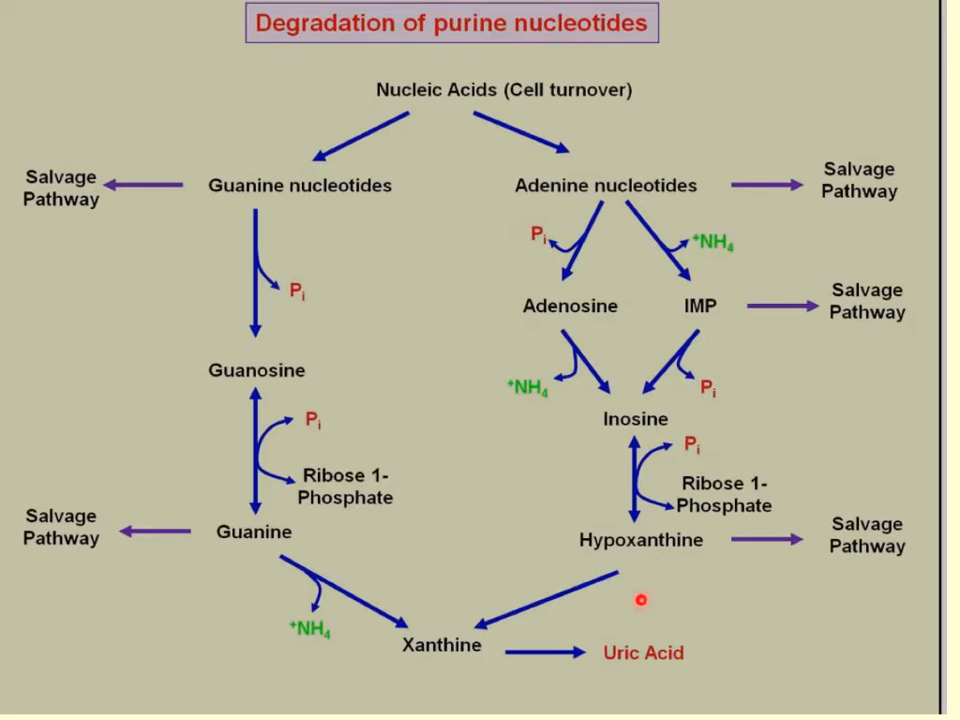 Degradation of purine nucleotides
Nucleic Acids (Cell turnover)
Salvage
Pathway
Guanine nucleotides
Adenine nucleotides
Salvage
Pathway
Pi
+NH4
Pi
Adenosine
IMP
Salvage
Pathway
Guanosine
+NH4
Pi
Pi
Inosine
Pi
Ribose 1-
Phosphate
Ribose 1-
Phosphate
Salvage
Pathway
Guanine
Hypoxanthine
Salvage
Pathway
+NH4
Xanthine
Uric Acid